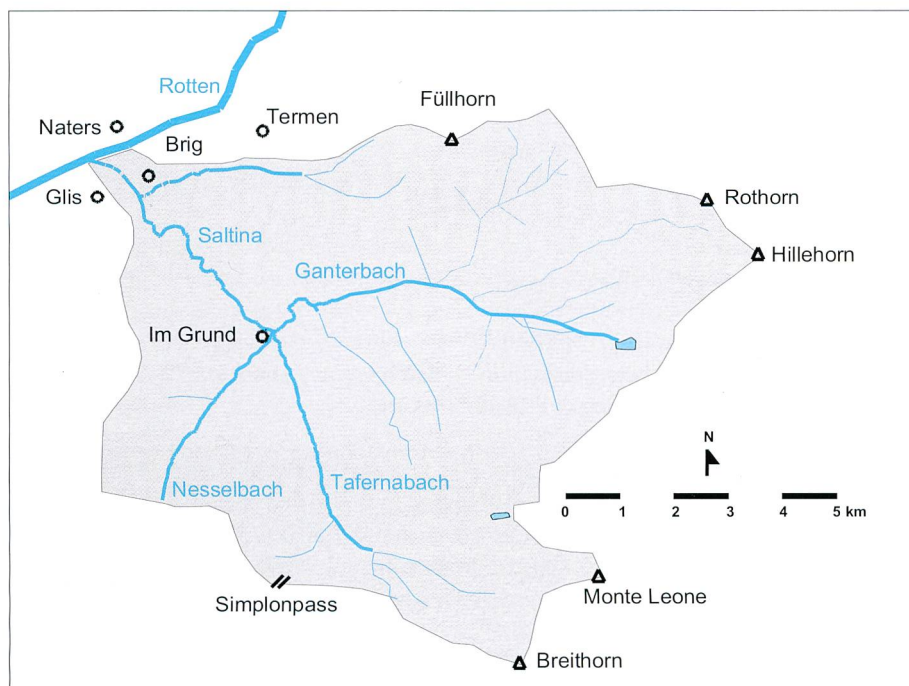 Rotten
Füllhorn
Naters
Termen
Brig
Glis
Rothorn
Saltina
Hillehorn
Ganterbach
Im Grund
N
Nesselbach
Tafernabach
0 1 2 3 4 5 km
Simplonpass
Monte Leone
Breithorn